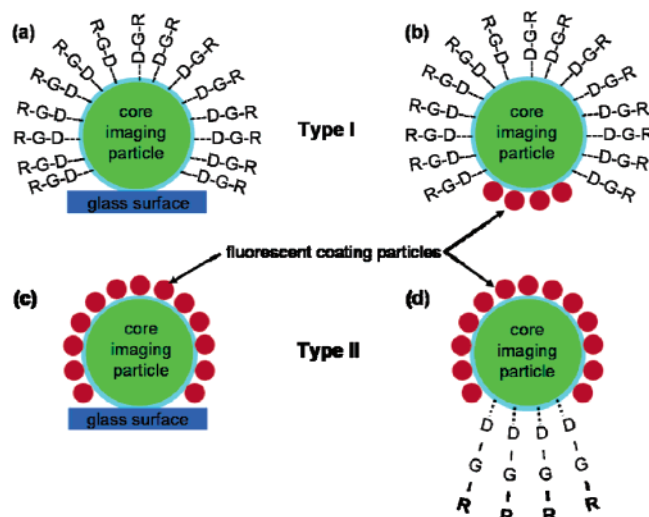 (a)
R-G-D
R-G-D
R-G-D
R-G-D
R-G-D
R-G-D
R-G-D
D-G-R
D-G-R
D-G-R
D-G-R
D-G-R
D-G-R
D-G-R
D-G-R
core
imaging
particle
glass surface
Type I
(b)
R-G-D
R-G-D
R-G-D
R-G-D
R-G-D
R-G-D
R-G-D
D-G-R
D-G-R
D-G-R
D-G-R
D-G-R
D-G-R
D-G-R
D-G-R
core
imaging
particle
fluorescent coating particles
(c)
core
imaging
particle
glass surface
Type II
(d)
core
imaging
particle
D D D D
G G G G
R R R R